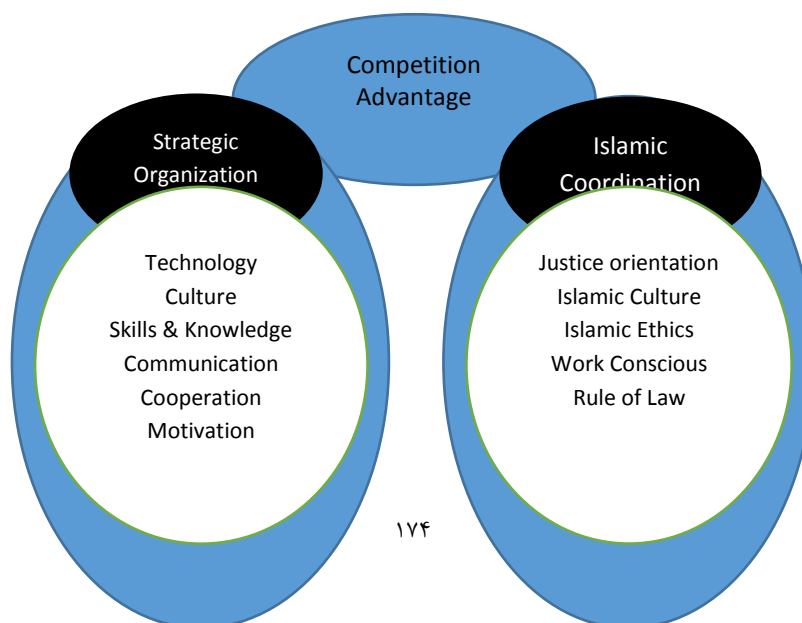 Competition
Advantage
Strategic
Organization
Technology
Culture
Skills & Knowledge
Communication
Cooperation
Motivation
Islamic
Coordination
Justice orientation
Islamic Culture
Islamic Ethics
Work Conscious
Rule of Law
۱۷۴